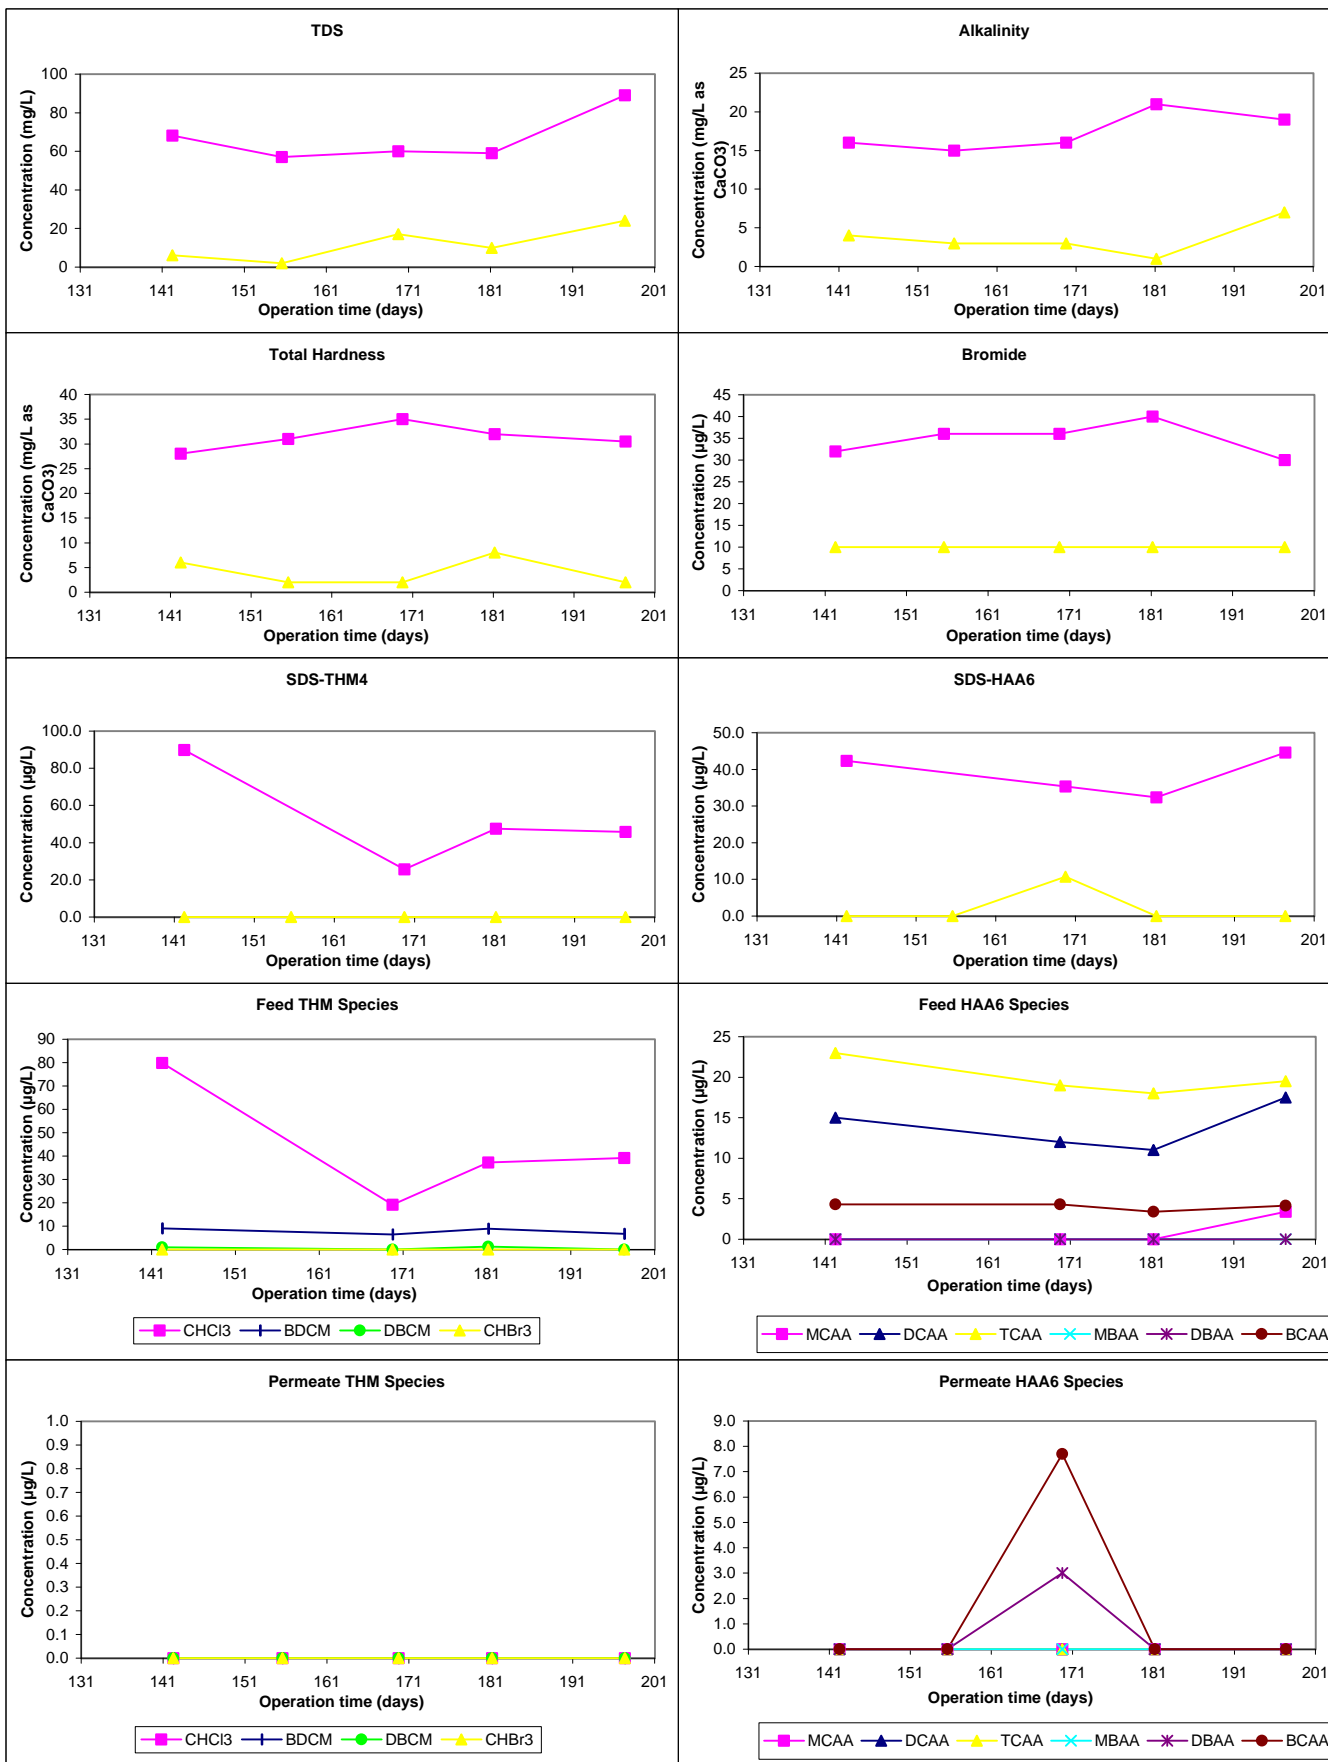 TDS
Concentration (mg/L)
100
80
60
40
20
0
131 141 151 161 171 181 191 201
Operation time (days)
Alkalinity
Concentration (mg/L as
CaCO3)
25
20
15
10
5
0
131 141 151 161 171 181 191 201
Operation time (days)
Total Hardness
Concentration (mg/L as
CaCO3)
40
35
30
25
20
15
10
5
0
131 141 151 161 171 181 191 201
Operation time (days)
Bromide
Concentration (µg/L)
45
40
35
30
25
20
15
10
5
0
131 141 151 161 171 181 191 201
Operation time (days)
SDS-THM4
Concentration (µg/L)
100.0
80.0
60.0
40.0
20.0
0.0
131 141 151 161 171 181 191 201
Operation time (days)
SDS-HAA6
Concentration (µg/L)
50.0
40.0
30.0
20.0
10.0
0.0
131 141 151 161 171 181 191 201
Operation time (days)
Feed THM Species
Concentration (µg/L)
90
80
70
60
50
40
30
20
10
0
131 141 151 161 171 181 191 201
Operation time (days)
CHCl3 BDCM DBCM CHBr3
Feed HAA6 Species
Concentration (µg/L)
25
20
15
10
5
0
131 141 151 161 171 181 191 201
Operation time (days)
MCAA DCAA TCAA MBAA DBAA BCAA
Permeate THM Species
Concentration (µg/L)
1.0
0.9
0.8
0.7
0.6
0.5
0.4
0.3
0.2
0.1
0.0
131 141 151 161 171 181 191 201
Operation time (days)
CHCl3 BDCM DBCM CHBr3
Permeate HAA6 Species
Concentration (µg/L)
9.0
8.0
7.0
6.0
5.0
4.0
3.0
2.0
1.0
0.0
131 141 151 161 171 181 191 201
Operation time (days)
MCAA DCAA TCAA MBAA DBAA BCAA